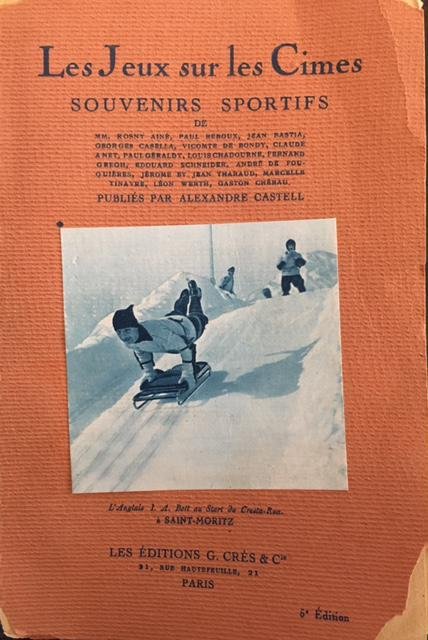 Les Jeux sur les Cimes
SOUVENIRS SPORTIFS
DE
MM. ROSNY AINÉ, PAUL REBOUX, JEAN BASTIA,
GEORGES CASELLA, VICOMTE DE BONDY, CLAUDE
ANET, PAUL GÉRALDY, LOUIS CHADOURNE, FERNAND
GREGH, EDOUARD SCHNEIDER, ANDRÉ DE FOU-
QUIÈRES, JÉRÔME ET JEAN THARAUD, MARCELLE
TINAYRE, LÉON WERTH, GASTON CHÉRAU,
PUBLIÉS PAR ALEXANDRE CASTELL
L'Anglais I. A. Bott au Start du Cresta-Run.
à SAINT-MORITZ
LES ÉDITIONS G. CRÈS & Cie
21, RUE HAUTEFEUILLE, 21
PARIS
6e Édition